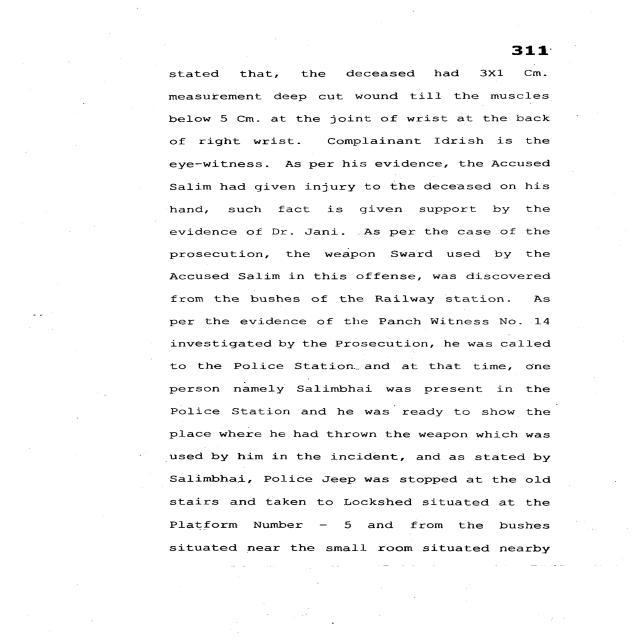 311
stated that, the deceased had 3X1 Cm.
measurement deep cut wound till the muscles
below 5 Cm. at the joint of wrist at the back
of right wrist. Complainant Idrish is the
eye-witness. As per his evidence, the Accused
Salim had given injury to the deceased on his
hand, such fact is given support by the
evidence of Dr. Jani. As per the case of the
prosecution, the weapon Sward used by the
Accused Salim in this offense, was discovered
from the bushes of the Railway station. As
per the evidence of the Panch Witness No. 14
investigated by the Prosecution, he was called
to the Police Station and at that time, one
person namely Salimbhai was present in the
Police Station and he was ready to show the
place where he had thrown the weapon which was
used by him in the incident, and as stated by
Salimbhai, Police Jeep was stopped at the old
stairs and taken to Lockshed situated at the
Platform Number - 5 and from the bushes
situated near the small room situated nearby